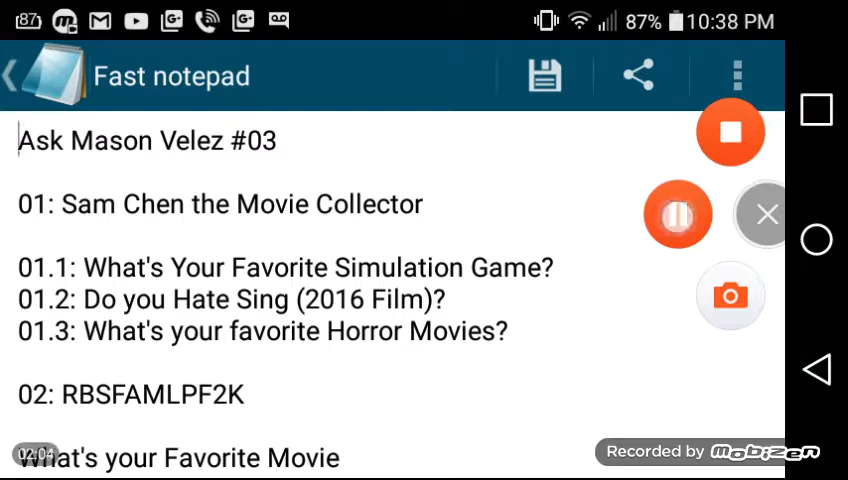 87
G+
G+
87%
10:38 PM
Fast notepad
Ask Mason Velez #03
01: Sam Chen the Movie Collector
01.1: What's Your Favorite Simulation Game?
01.2: Do you Hate Sing (2016 Film)?
01.3: What's your favorite Horror Movies?
02: RBSFAMLPF2K
What's your Favorite Movie
02:04
Recorded by mobizen